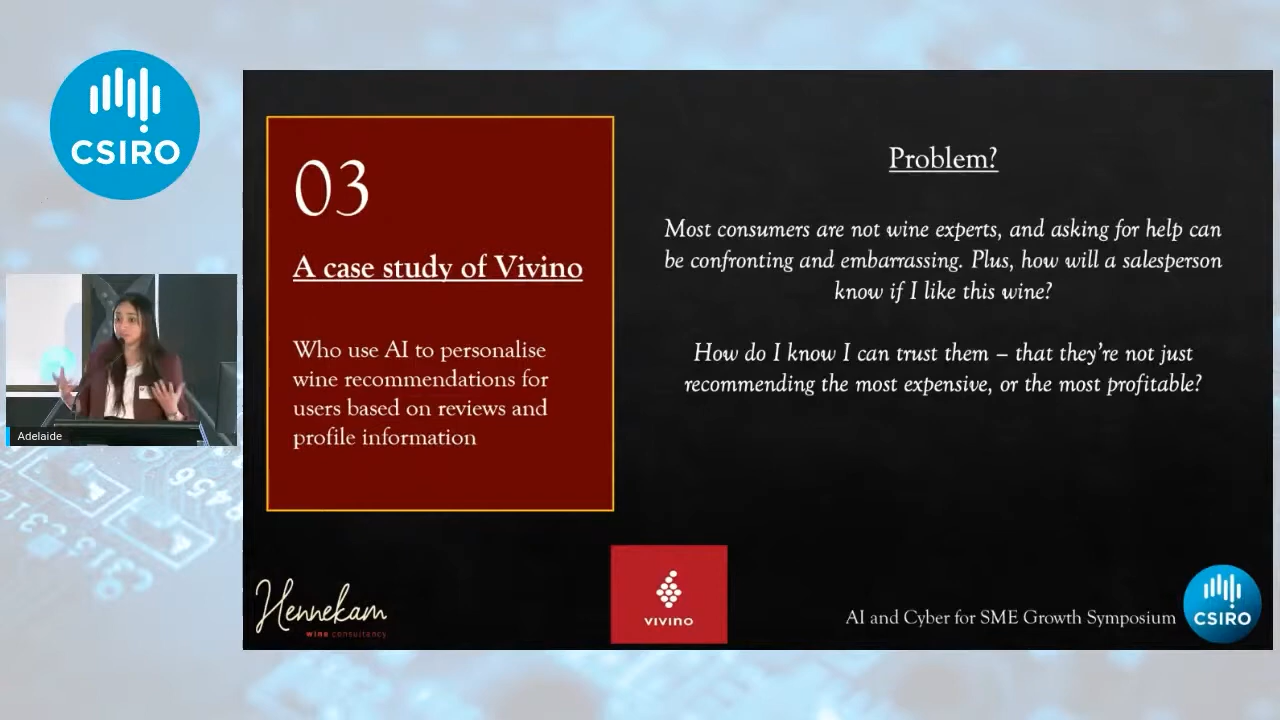 CSIRO
03
A case study of Vivino
Who use AI to personalise
wine recommendations for
users based on reviews and
profile information
Problem?
Most consumers are not wine experts, and asking for help can
be confronting and embarrassing. Plus, how will a salesperson
know if I like this wine?
How do I know I can trust them – that they're not just
recommending the most expensive, or the most profitable?
Adelaide
Hennekam
wine consultancy
VIVINO
AI and Cyber for SME Growth Symposium
CSIRO